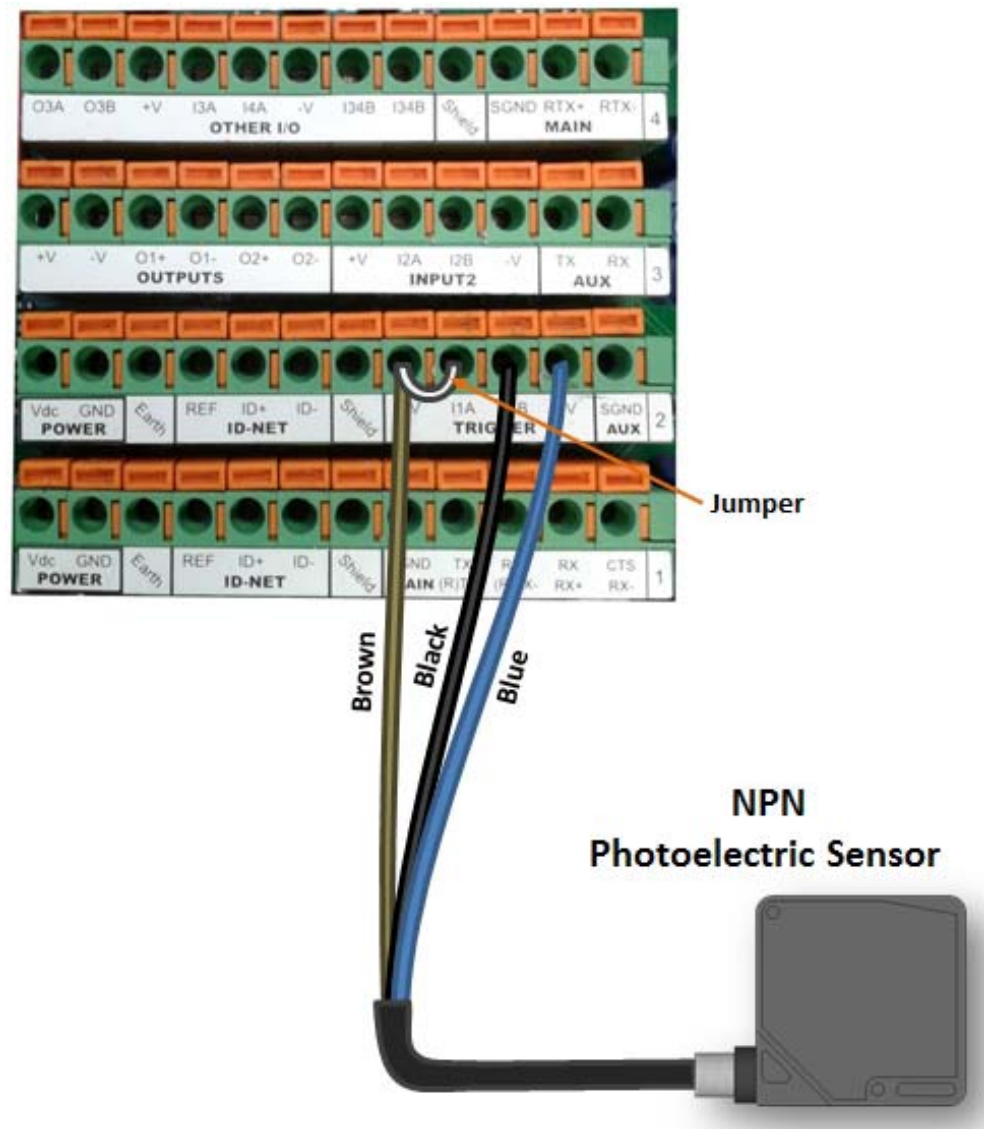 O3A O3B +V I3A I4A -V I34B I34B Shield SGND RTX+ RTX-
OTHER I/O MAIN 4
+V -V O1+ O1- O2+ O2- +V I2A I2B -V TX RX
OUTPUTS INPUT2 AUX 3
Vdc GND Earth REF ID+ ID- Shield I1A SGND
POWER ID-NET TRIGGER AUX 2
Jumper
Vdc GND Earth REF ID+ ID- Shield RX CTS
POWER ID-NET RX+ RX- 1
Brown
Black
Blue
NPN
Photoelectric Sensor